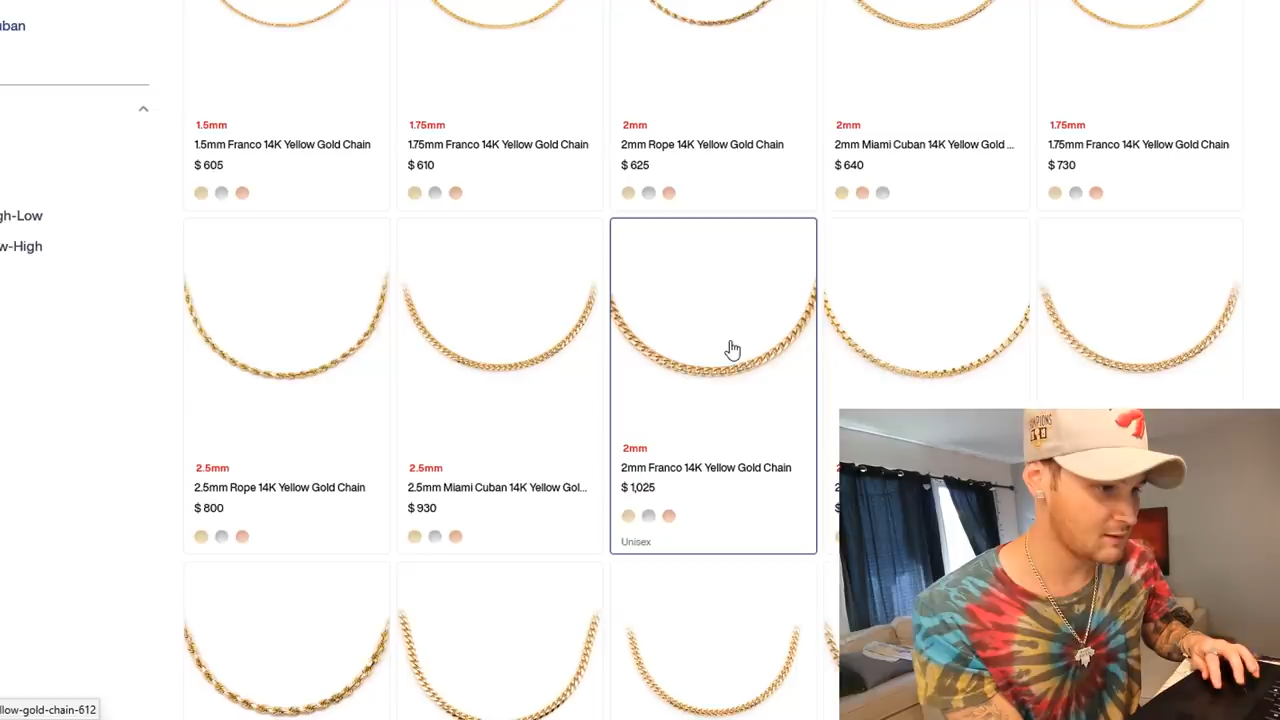 uban
gh-Low
w-High
1.5mm
1.5mm Franco 14K Yellow Gold Chain
$ 605
1.75mm
1.75mm Franco 14K Yellow Gold Chain
$ 610
2mm
2mm Rope 14K Yellow Gold Chain
$ 625
2mm
2mm Miami Cuban 14K Yellow Gold ...
$ 640
1.75mm
1.75mm Franco 14K Yellow Gold Chain
$ 730
2.5mm
2.5mm Rope 14K Yellow Gold Chain
$ 800
2.5mm
2.5mm Miami Cuban 14K Yellow Gol...
$ 930
2mm
2mm Franco 14K Yellow Gold Chain
$ 1,025
Unisex
llow-gold-chain-612